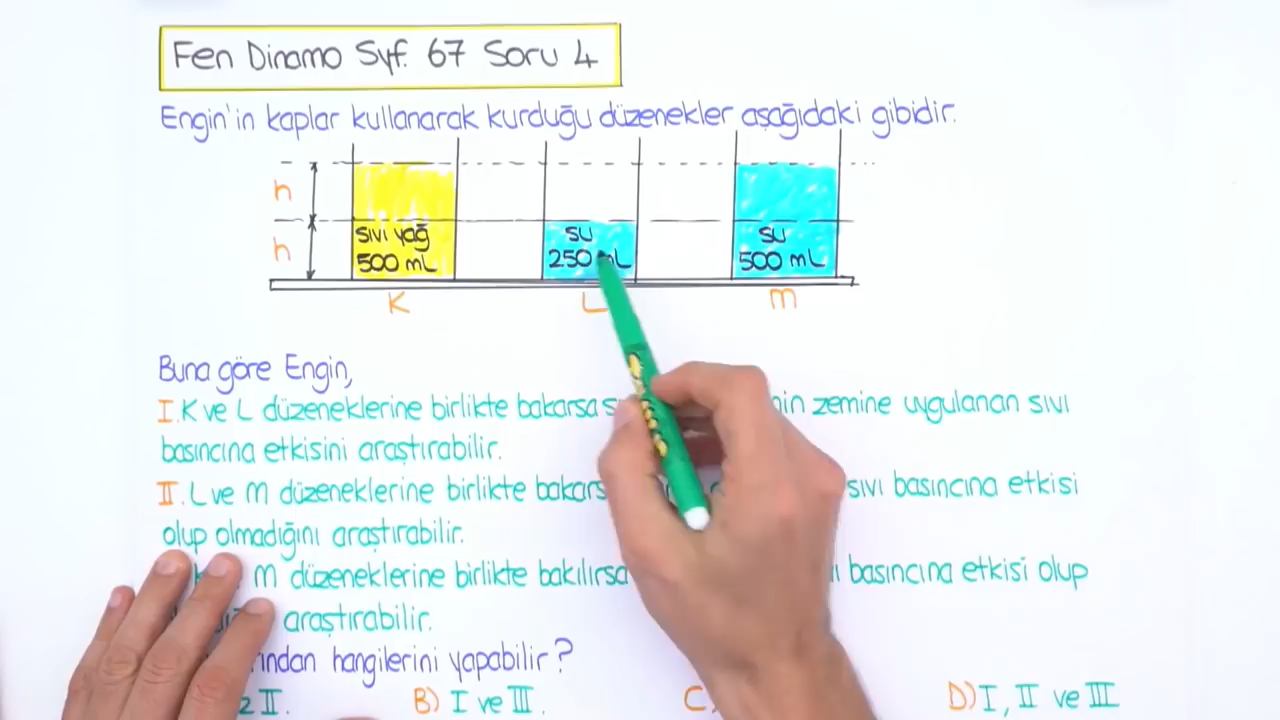 Fen Dinamo Syf. 67 Soru 4
Engin'in kaplar kullanarak kurduğu düzenekler aşağıdaki gibidir.
h
h
sıvı yağ
500 mL
su
250 mL
su
500 mL
K L M
Buna göre Engin,
I. K ve L düzeneklerine birlikte bakarsa zemine uygulanan sıvı
basıncına etkisini araştırabilir.
II. L ve M düzeneklerine birlikte sıvı basıncına etkisi
olup olmadığını araştırabilir.
M düzeneklerine birlikte bakılırsa basıncına etkisi olup
araştırabilir.
hangilerini yapabilir?
II. B) I ve III. C) D) I, II ve III